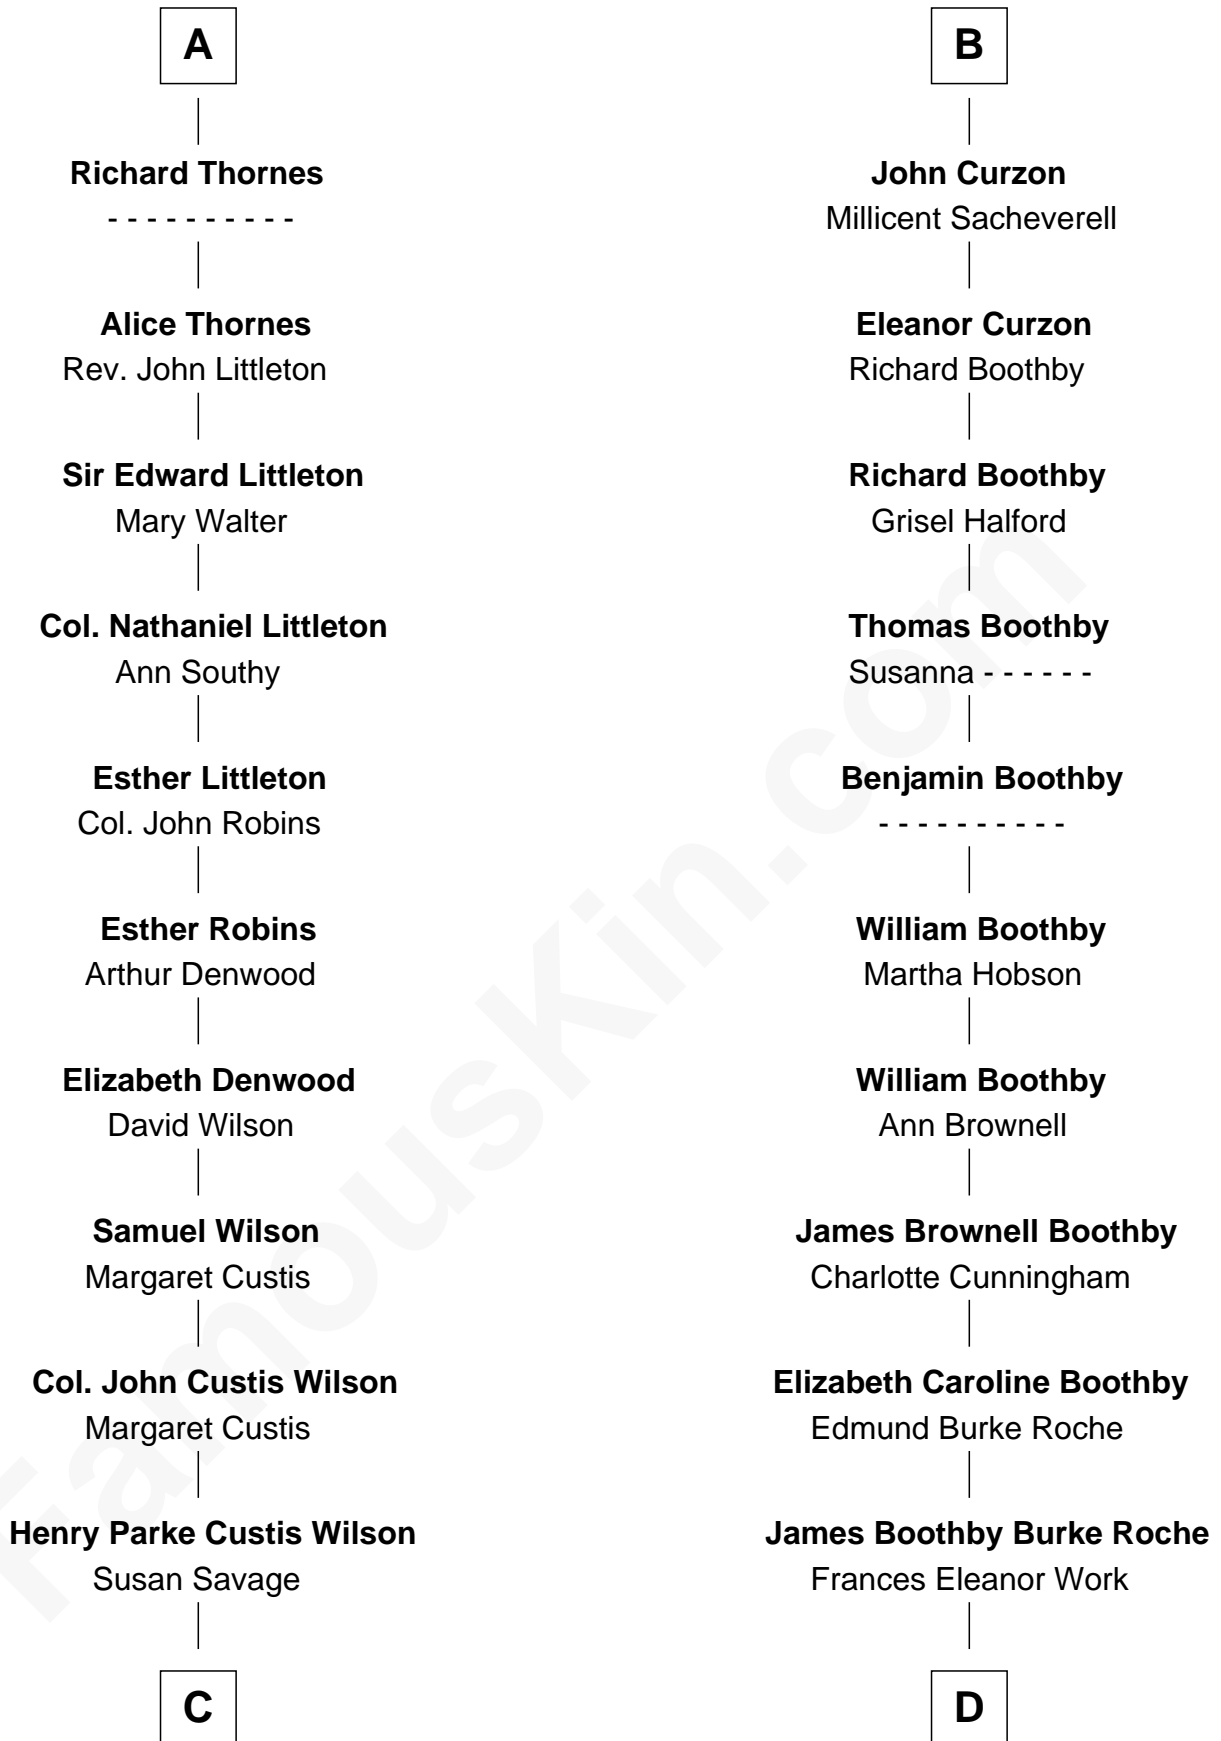 A
Richard Thornes
- - - - - - - - - -
Alice Thornes
Rev. John Littleton
Sir Edward Littleton
Mary Walter
Col. Nathaniel Littleton
Ann Southy
Esther Littleton
Col. John Robins
Esther Robins
Arthur Denwood
Elizabeth Denwood
David Wilson
Samuel Wilson
Margaret Custis
Col. John Custis Wilson
Margaret Custis
Henry Parke Custis Wilson
Susan Savage
C
B
John Curzon
Millicent Sacheverell
Eleanor Curzon
Richard Boothby
Richard Boothby
Grisel Halford
Thomas Boothby
Susanna - - - - - -
Benjamin Boothby
- - - - - - - - - -
William Boothby
Martha Hobson
William Boothby
Ann Brownell
James Brownell Boothby
Charlotte Cunningham
Elizabeth Caroline Boothby
Edmund Burke Roche
James Boothby Burke Roche
Frances Eleanor Work
D
FamousKin.com